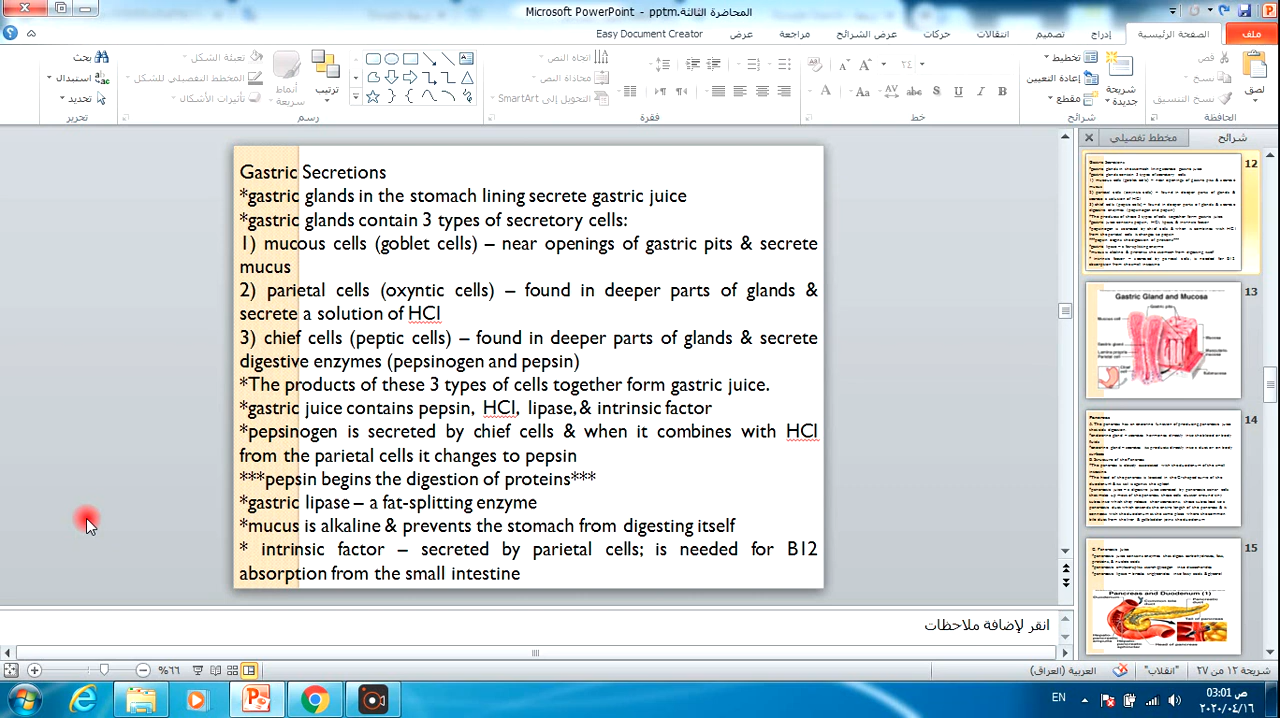 المحاضرة الثالثة.pptm - Microsoft PowerPoint
ملف
الصفحة الرئيسية
إدراج
تصميم
انتقالات
حركات
عرض الشرائح
مراجعة
عرض
Easy Document Creator
لصق
قص
نسخ
نسخ التنسيق
الحافظة
شريحة جديدة
تخطيط
إعادة التعيين
مقطع
شرائح
خط
اتجاه النص
محاذاة النص
التحويل إلى SmartArt
فقرة
ترتيب
أنماط سريعة
تعبئة الشكل
المخطط التفصيلي للشكل
تأثيرات الأشكال
رسم
بحث
استبدال
تحديد
تحرير
Gastric Secretions
*gastric glands in the stomach lining secrete gastric juice
*gastric glands contain 3 types of secretory cells:
1) mucous cells (goblet cells) – near openings of gastric pits & secrete
mucus
2) parietal cells (oxyntic cells) – found in deeper parts of glands &
secrete a solution of HCl
3) chief cells (peptic cells) – found in deeper parts of glands & secrete
digestive enzymes (pepsinogen and pepsin)
*The products of these 3 types of cells together form gastric juice.
*gastric juice contains pepsin, HCl, lipase, & intrinsic factor
*pepsinogen is secreted by chief cells & when it combines with HCl
from the parietal cells it changes to pepsin
***pepsin begins the digestion of proteins***
*gastric lipase – a fat-splitting enzyme
*mucus is alkaline & prevents the stomach from digesting itself
* intrinsic factor – secreted by parietal cells; is needed for B12
absorption from the small intestine
شرائح
مخطط تفصيلي
12
13
Gastric Gland and Mucosa
14
Pancreas
15
Pancreas and Duodenum (1)
انقر لإضافة ملاحظات
شريحة ١٢ من ٢٧
"انقلاب"
العربية (العراق)
%٦٦
EN
03:01 ص
٢٠٢٠/٠٤/١٦